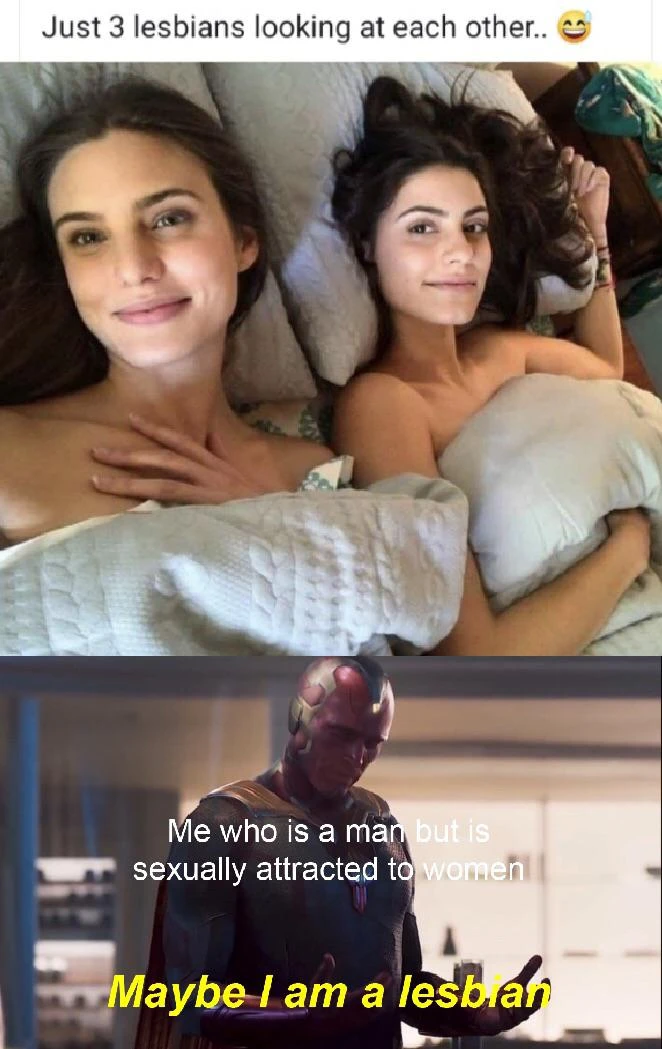 Just 3 lesbians looking at each other.. 😅
Me who is a man but is
sexually attracted to women
Maybe I am a lesbian